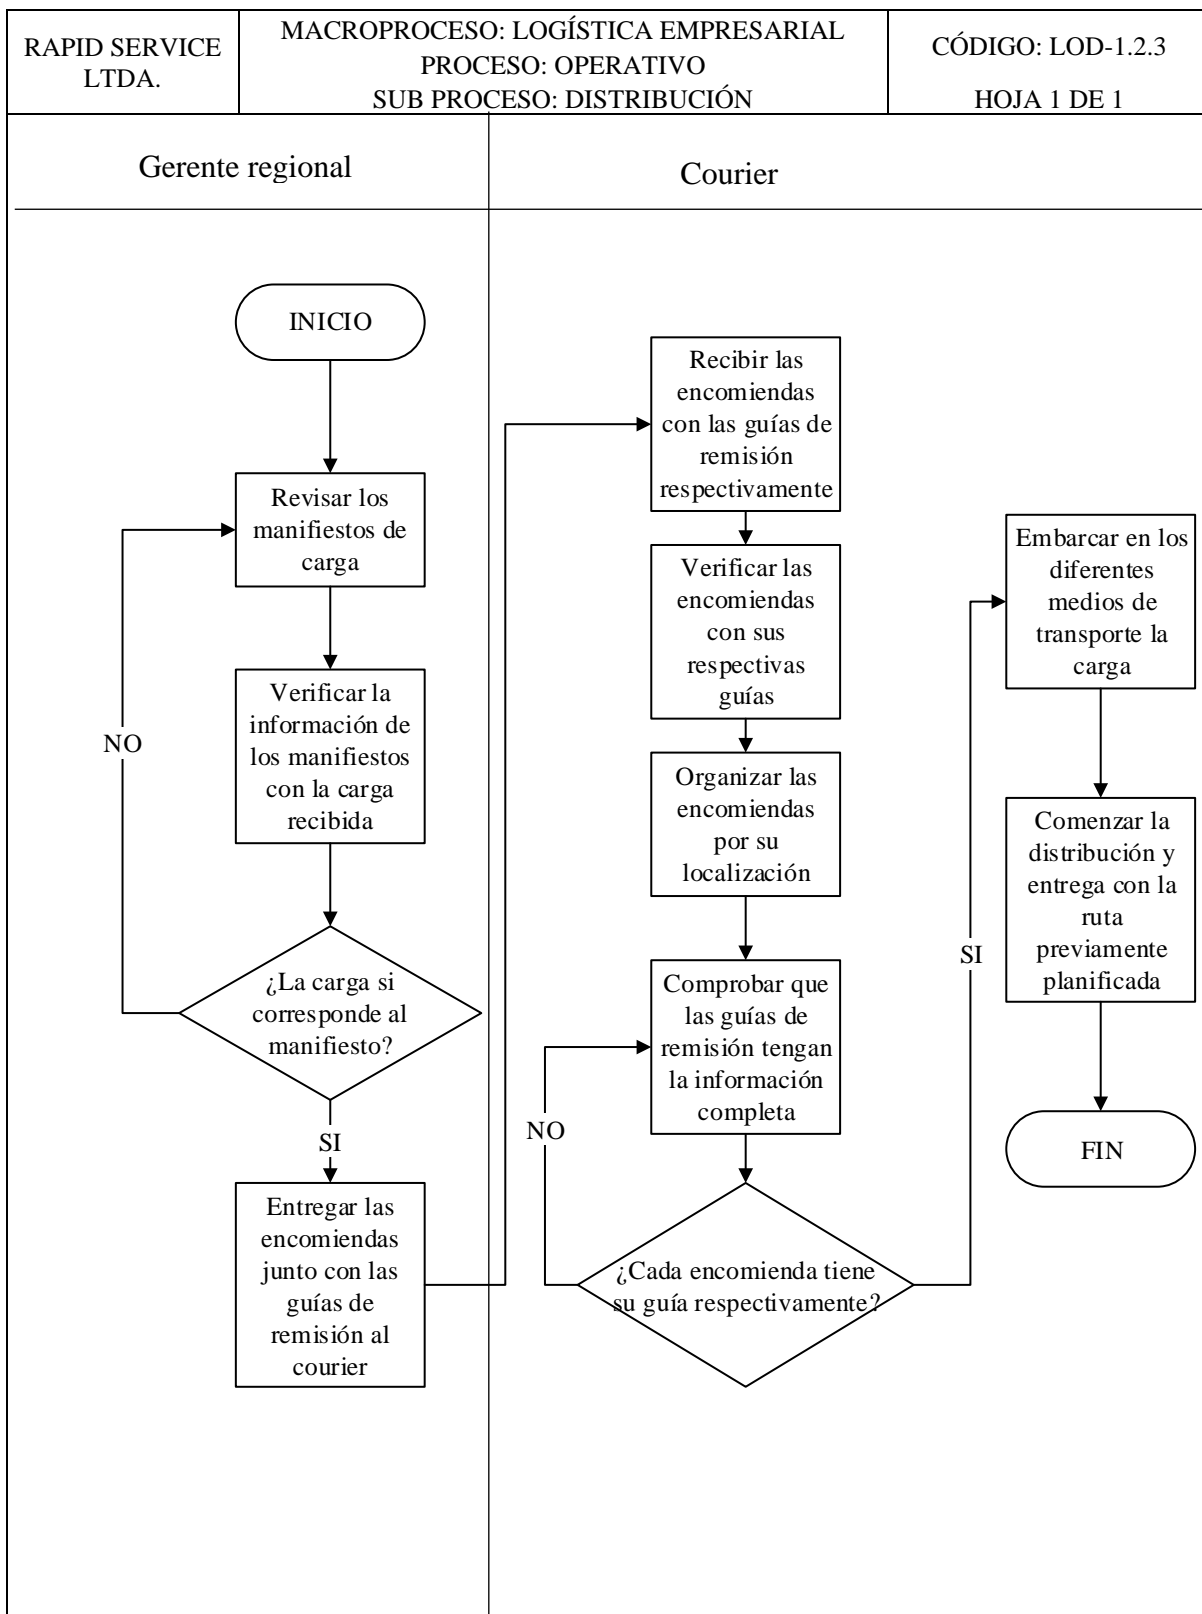 RAPID SERVICE
LTDA.
MACROPROCESO: LOGÍSTICA EMPRESARIAL
PROCESO: OPERATIVO
SUB PROCESO: DISTRIBUCIÓN
CÓDIGO: LOD-1.2.3
HOJA 1 DE 1
Gerente regional
Courier
INICIO
Revisar los
manifiestos de
carga
Verificar la
información de
los manifiestos
con la carga
recibida
NO
¿La carga si
corresponde al
manifiesto?
SI
Entregar las
encomiendas
junto con las
guías de
remisión al
courier
Recibir las
encomiendas
con las guías de
remisión
respectivamente
Verificar las
encomiendas
con sus
respectivas
guías
Organizar las
encomiendas
por su
localización
Comprobar que
las guías de
remisión tengan
la información
completa
NO
¿Cada encomienda tiene
su guía respectivamente?
SI
Embarcar en los
diferentes
medios de
transporte la
carga
Comenzar la
distribución y
entrega con la
ruta
previamente
planificada
FIN